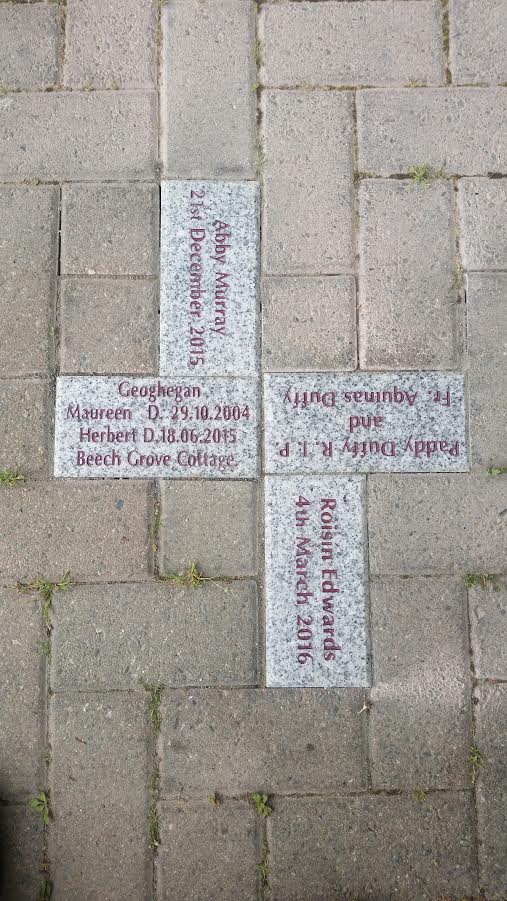 Abby Murray
21st December 2015
Geoghegan
Maureen D. 29.10.2004
Herbert D.18.06.2015
Beech Grove Cottage.
Paddy Duffy R.I.P
and
Fr. Aquinas Duffy
Roisin Edwards
4th March 2016